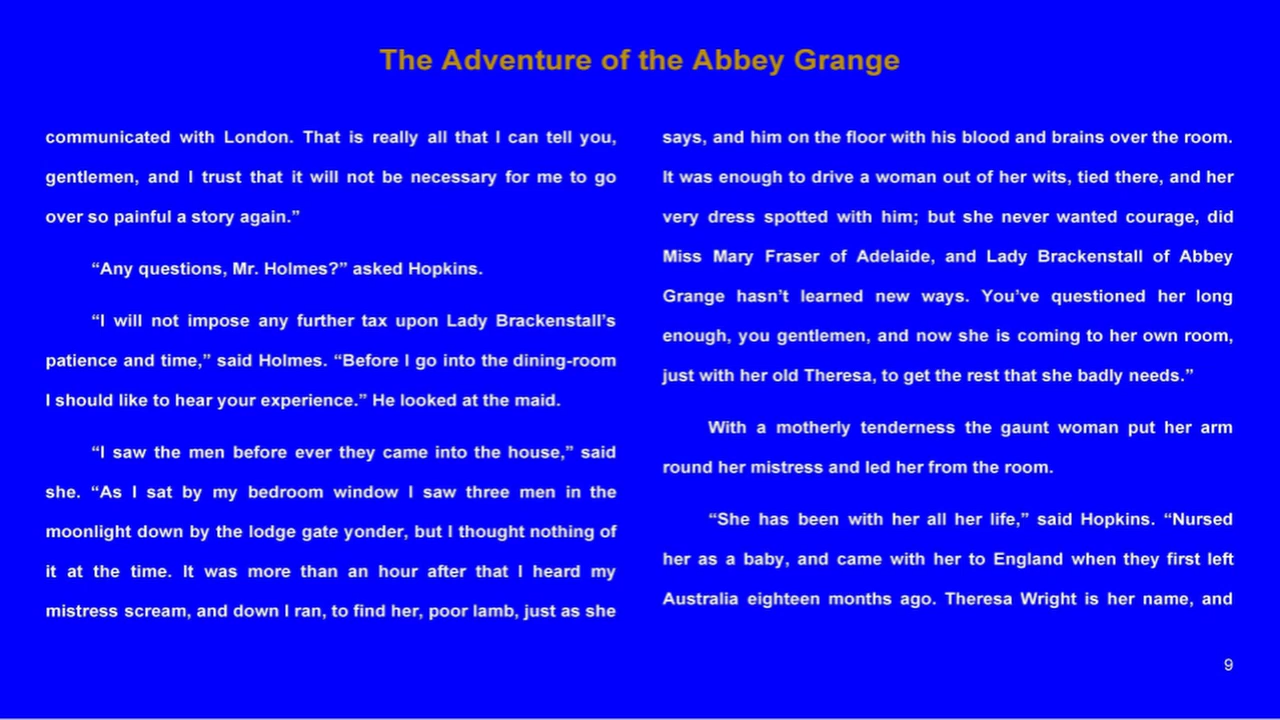 The Adventure of the Abbey Grange
communicated with London. That is really all that I can tell you,
gentlemen, and I trust that it will not be necessary for me to go
over so painful a story again.”
“Any questions, Mr. Holmes?” asked Hopkins.
“I will not impose any further tax upon Lady Brackenstall’s
patience and time,” said Holmes. “Before I go into the dining-room
I should like to hear your experience.” He looked at the maid.
“I saw the men before ever they came into the house,” said
she. “As I sat by my bedroom window I saw three men in the
moonlight down by the lodge gate yonder, but I thought nothing of
it at the time. It was more than an hour after that I heard my
mistress scream, and down I ran, to find her, poor lamb, just as she
says, and him on the floor with his blood and brains over the room.
It was enough to drive a woman out of her wits, tied there, and her
very dress spotted with him; but she never wanted courage, did
Miss Mary Fraser of Adelaide, and Lady Brackenstall of Abbey
Grange hasn’t learned new ways. You’ve questioned her long
enough, you gentlemen, and now she is coming to her own room,
just with her old Theresa, to get the rest that she badly needs.”
With a motherly tenderness the gaunt woman put her arm
round her mistress and led her from the room.
“She has been with her all her life,” said Hopkins. “Nursed
her as a baby, and came with her to England when they first left
Australia eighteen months ago. Theresa Wright is her name, and
9